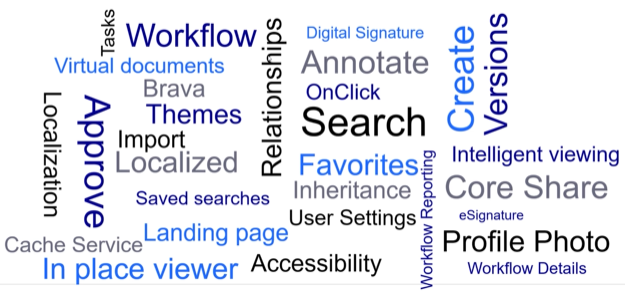 Tasks
Workflow
Relationships
Digital Signature
Create
Versions
Virtual documents
Annotate
Brava
OnClick
Localization
Approve
Themes
Search
Import
Localized
Favorites
Intelligent viewing
Workflow Reporting
Saved searches
Inheritance
Core Share
User Settings
eSignature
Cache Service
Landing page
Profile Photo
In place viewer
Accessibility
Workflow Details